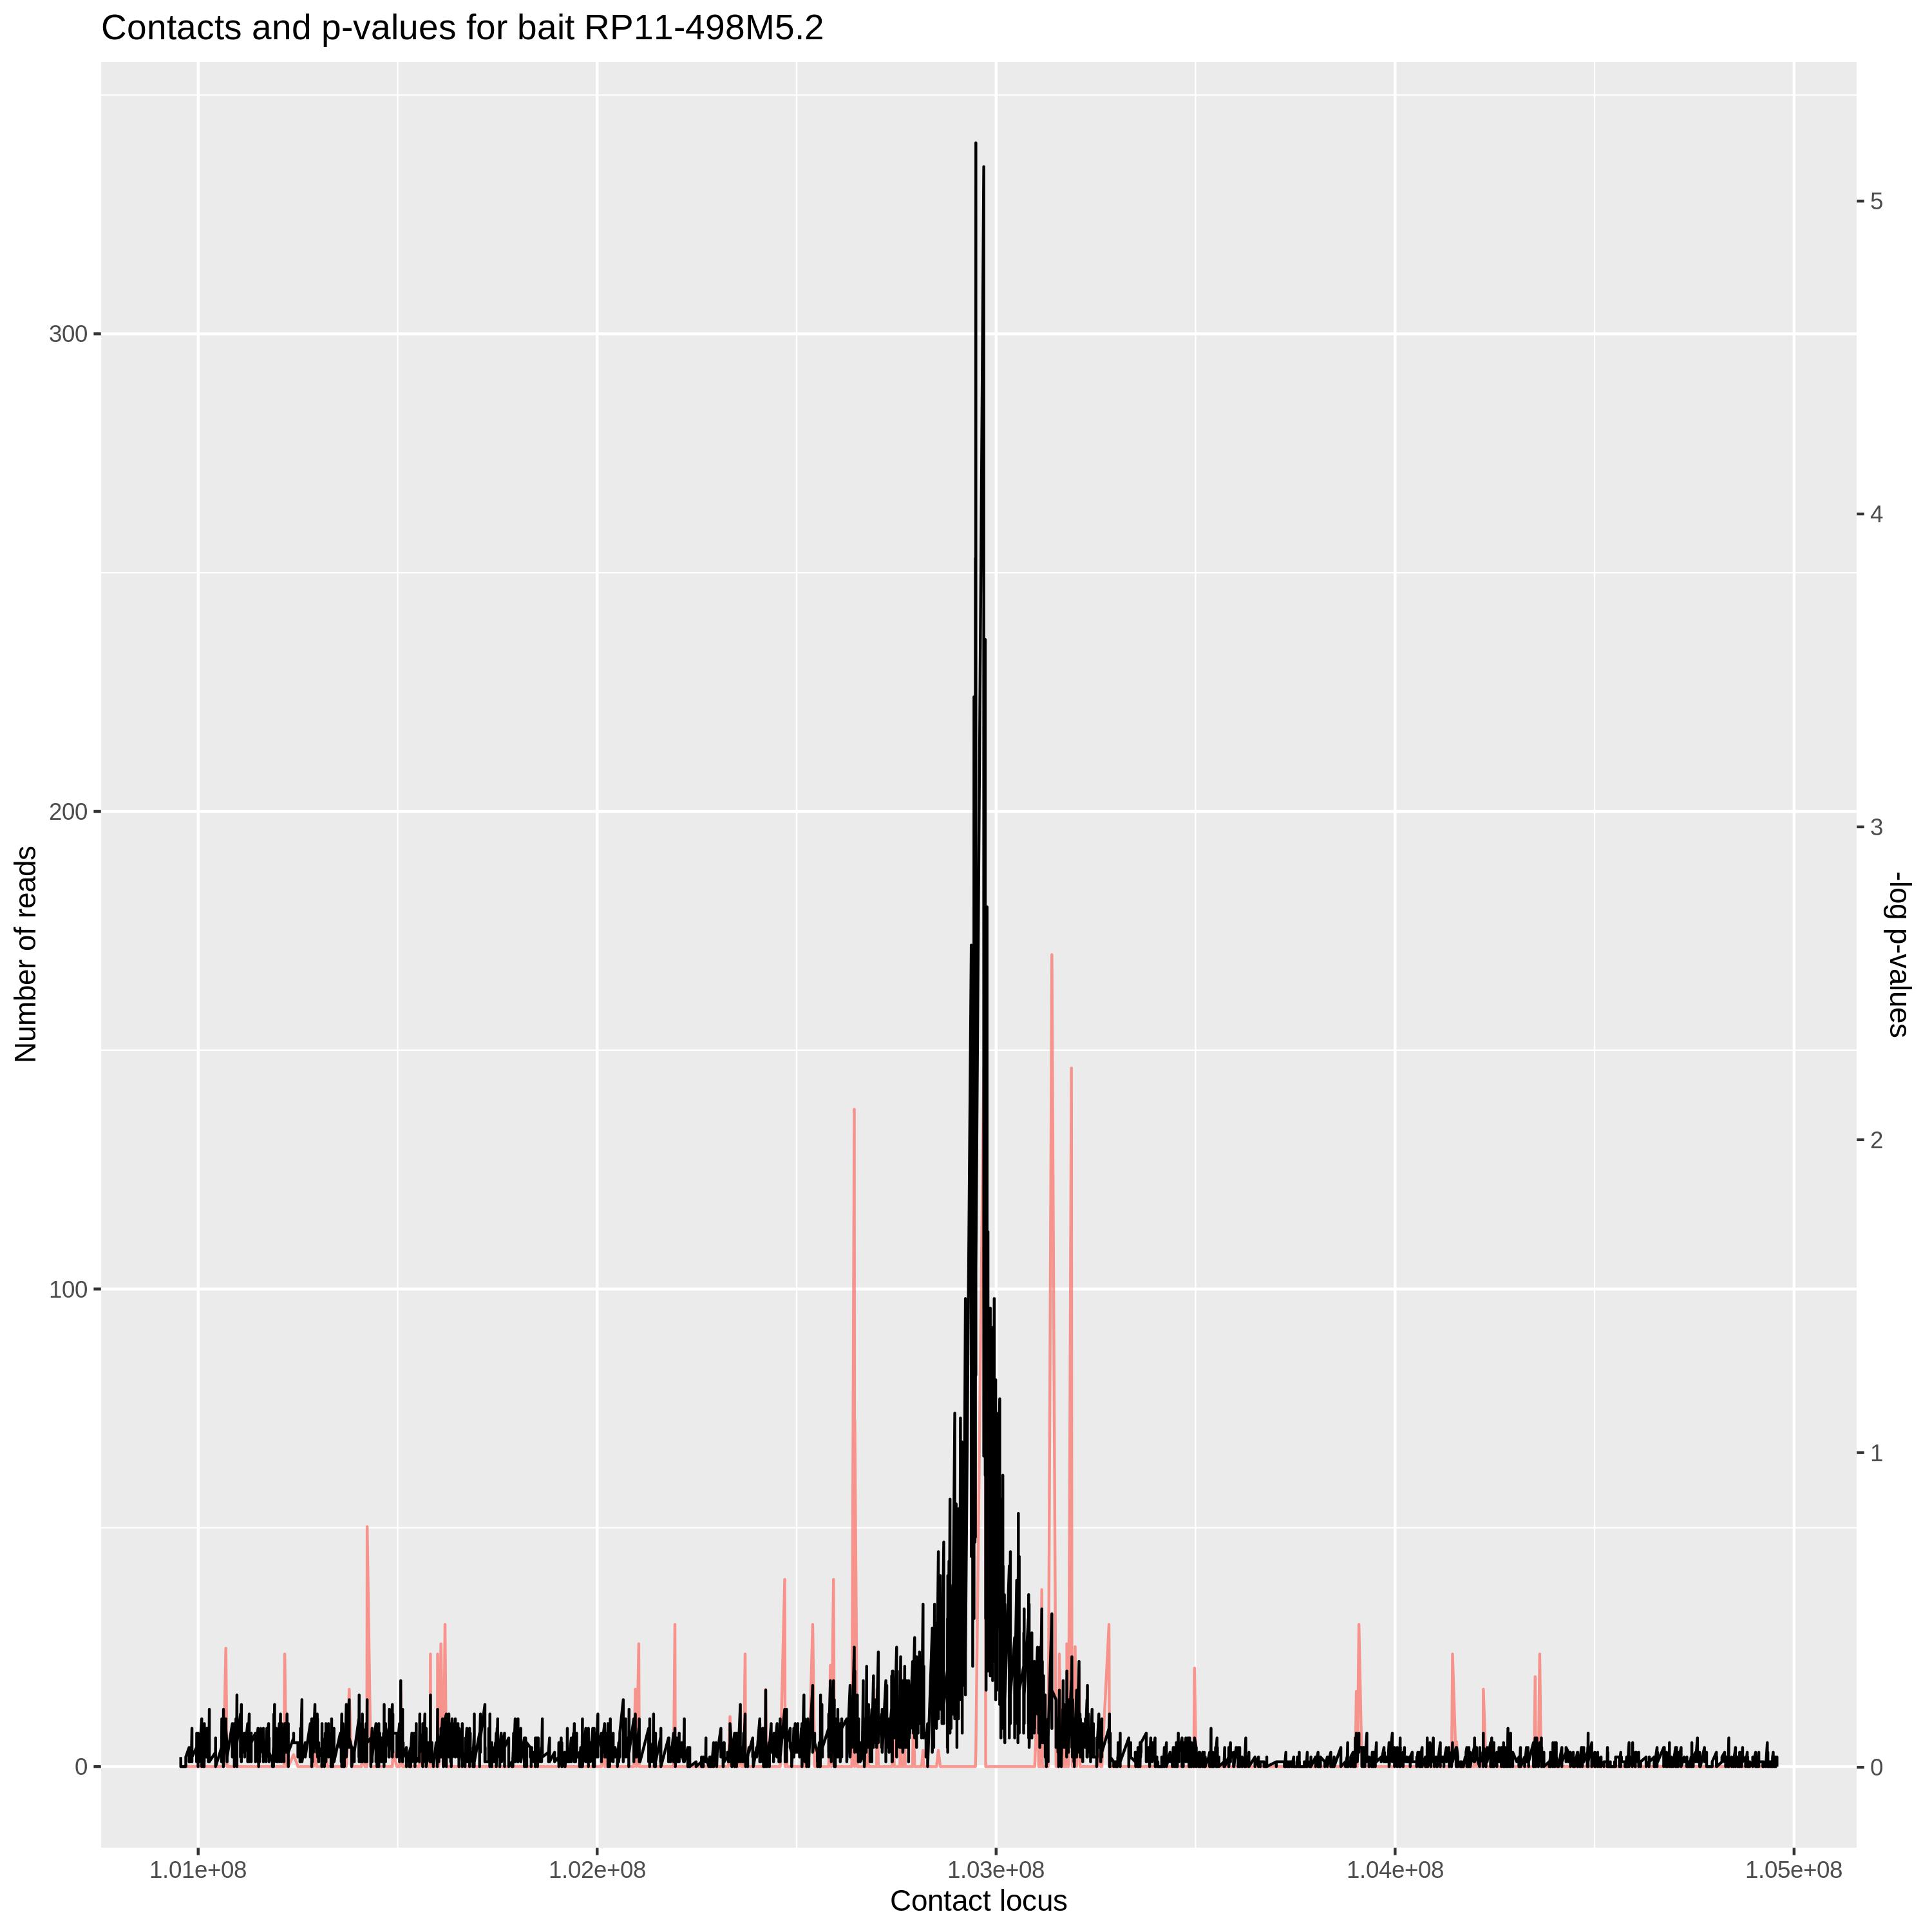 Contacts and p-values for bait RP11-498M5.2
Number of reads
300
200
100
0
5
4
3
2
1
0
-log p-values
1.01e+08
1.02e+08
1.03e+08
1.04e+08
1.05e+08
Contact locus